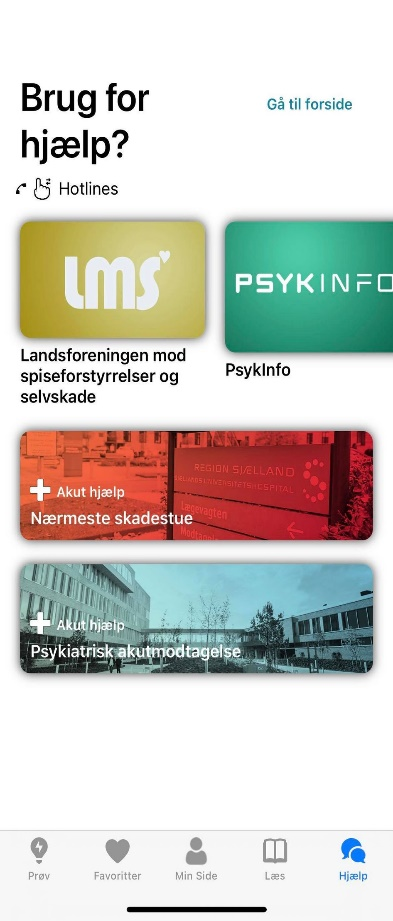 Brug for
hjælp?
Gå til forside
Hotlines
LMS
PSYKINFO
Landsforeningen mod
spiseforstyrrelser og
selvskade
PsykInfo
REGION SJÆLLAND
Lægevagten
Akut hjælp
Nærmeste skadestue
Akut hjælp
Psykiatrisk akutmodtagelse
Prøv
Favoritter
Min Side
Læs
Hjælp